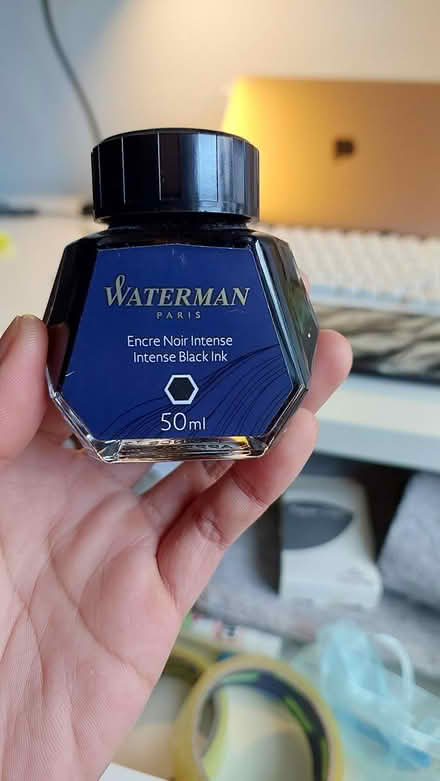 WATERMAN
PARIS
Encre Noir Intense
Intense Black Ink
50ml